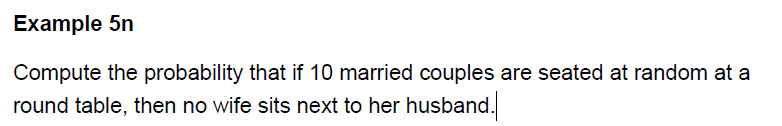 Example 5n
Compute the probability that if 10 married couples are seated at random at a
round table, then no wife sits next to her husband.